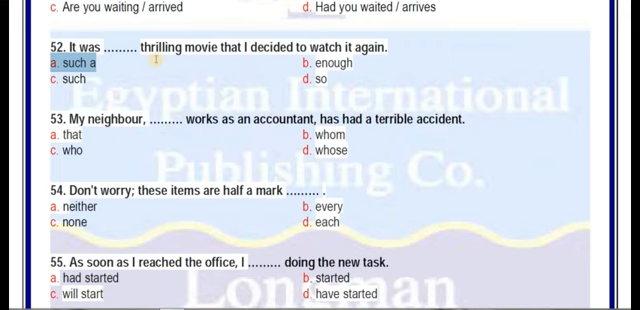 c. Are you waiting / arrived d. Had you waited / arrives
52. It was ......... thrilling movie that I decided to watch it again.
a. such a b. enough
c. such d. so
53. My neighbour, ......... works as an accountant, has had a terrible accident.
a. that b. whom
c. who d. whose
54. Don't worry; these items are half a mark ......... .
a. neither b. every
c. none d. each
55. As soon as I reached the office, I ......... doing the new task.
a. had started b. started
c. will start d. have started
Egyptian International
Publishing Co.
Longman